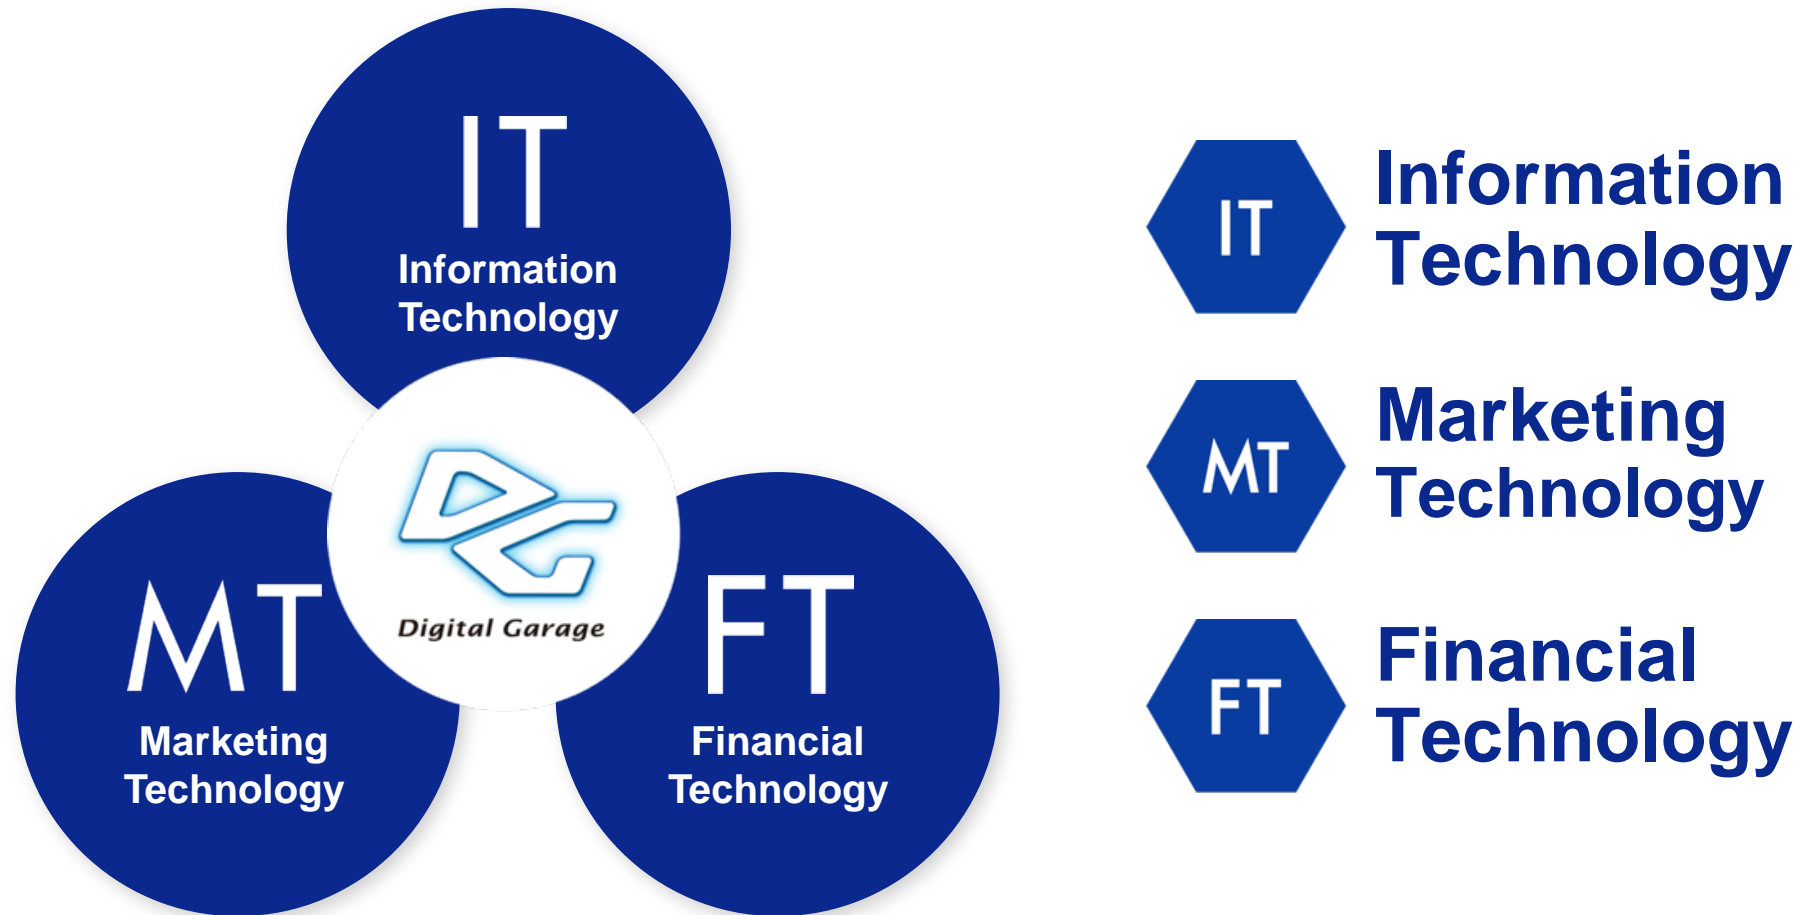 IT
Information
Technology
DG
Digital Garage
MT
Marketing
Technology
FT
Financial
Technology
IT
Information
Technology
MT
Marketing
Technology
FT
Financial
Technology